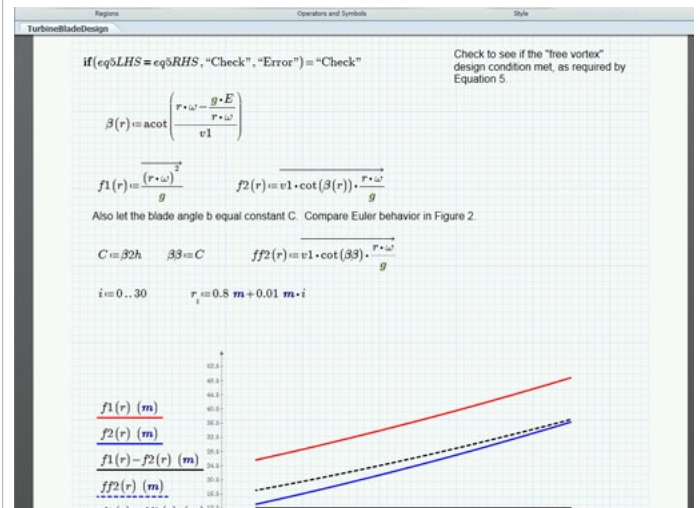 Regions Operators and Symbols Style
TurbineBladeDesign
if(eq5LHS = eq5RHS, “Check”, “Error”) = “Check”
Check to see if the "free vortex"
design condition met, as required by
Equation 5.
β(r) ≔ acot((r•ω − (g•E)/(r•ω))/v1)
f1(r) ≔ (r•ω)²/g f2(r) ≔ v1•cot(β(r))•(r•ω)/g
Also let the blade angle b equal constant C. Compare Euler behavior in Figure 2.
C ≔ β2h ββ ≔ C ff2(r) ≔ v1•cot(ββ)•(r•ω)/g
i ≔ 0..30 r_i ≔ 0.8 m + 0.01 m•i
f1(r) (m)
f2(r) (m)
f1(r)−f2(r) (m)
ff2(r) (m)